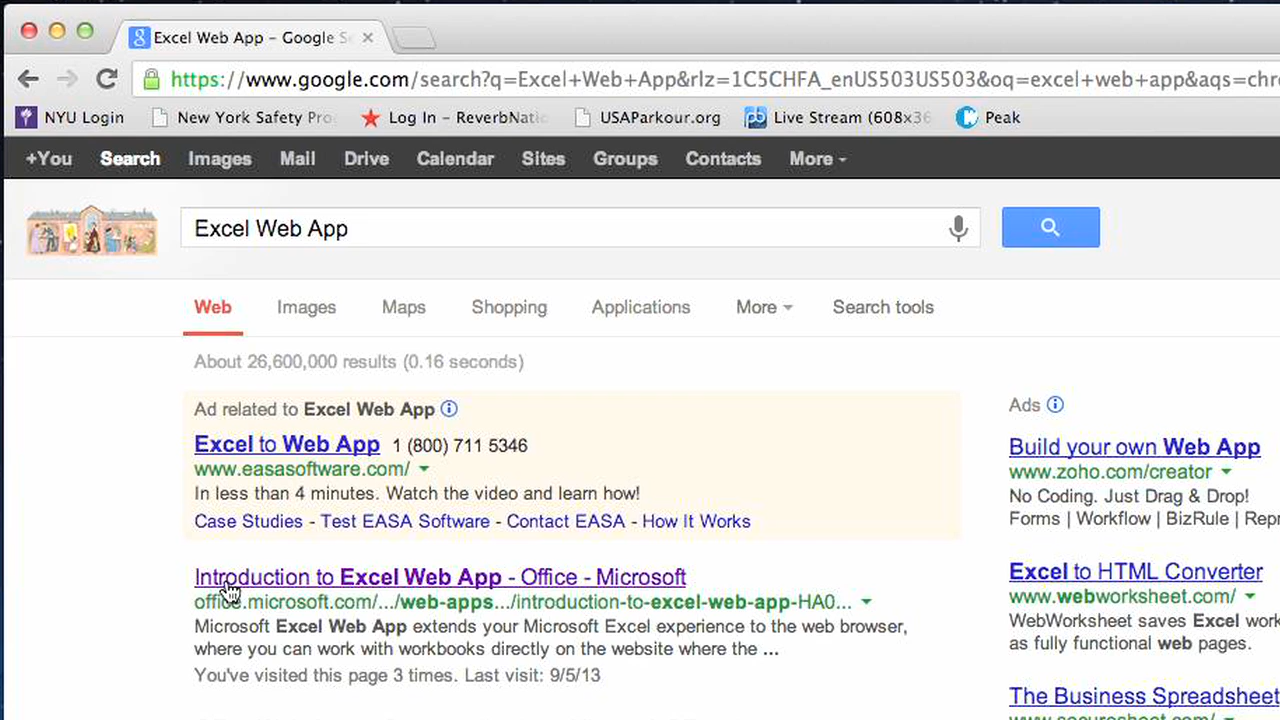 Excel Web App - Google Se
https://www.google.com/search?q=Excel+Web+App&rlz=1C5CHFA_enUS503US503&oq=excel+web+app&aqs=chro
NYU Login New York Safety Pro Log In - ReverbNatio USAParkour.org Live Stream (608x36 Peak
+You Search Images Mail Drive Calendar Sites Groups Contacts More
Excel Web App
Web Images Maps Shopping Applications More Search tools
About 26,600,000 results (0.16 seconds)
Ad related to Excel Web App
Excel to Web App 1 (800) 711 5346
www.easasoftware.com/
In less than 4 minutes. Watch the video and learn how!
Case Studies - Test EASA Software - Contact EASA - How It Works
Introduction to Excel Web App - Office - Microsoft
office.microsoft.com/.../web-apps.../introduction-to-excel-web-app-HA0...
Microsoft Excel Web App extends your Microsoft Excel experience to the web browser,
where you can work with workbooks directly on the website where the ...
You've visited this page 3 times. Last visit: 9/5/13
Ads
Build your own Web App
www.zoho.com/creator
No Coding. Just Drag & Drop!
Forms | Workflow | BizRule | Repr
Excel to HTML Converter
www.webworksheet.com/
WebWorksheet saves Excel work
as fully functional web pages.
The Business Spreadsheet